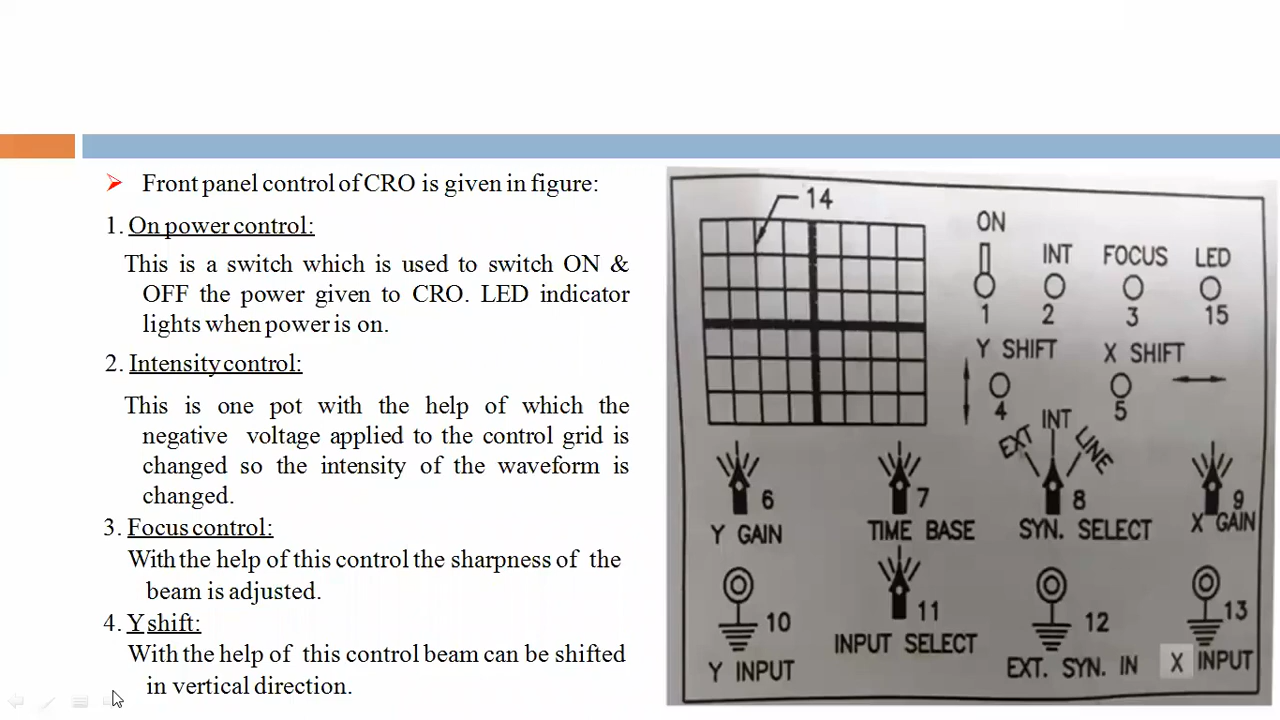 Front panel control of CRO is given in figure:
1. On power control:
This is a switch which is used to switch ON &
OFF the power given to CRO. LED indicator
lights when power is on.
2. Intensity control:
This is one pot with the help of which the
negative voltage applied to the control grid is
changed so the intensity of the waveform is
changed.
3. Focus control:
With the help of this control the sharpness of the
beam is adjusted.
4. Y shift:
With the help of this control beam can be shifted
in vertical direction.
14
ON
INT FOCUS LED
1 2 3 15
Y SHIFT X SHIFT
4 5
EXT INT LINE
6 7 8 9
Y GAIN TIME BASE SYN. SELECT X GAIN
10 11 12 13
Y INPUT INPUT SELECT EXT. SYN. IN X INPUT